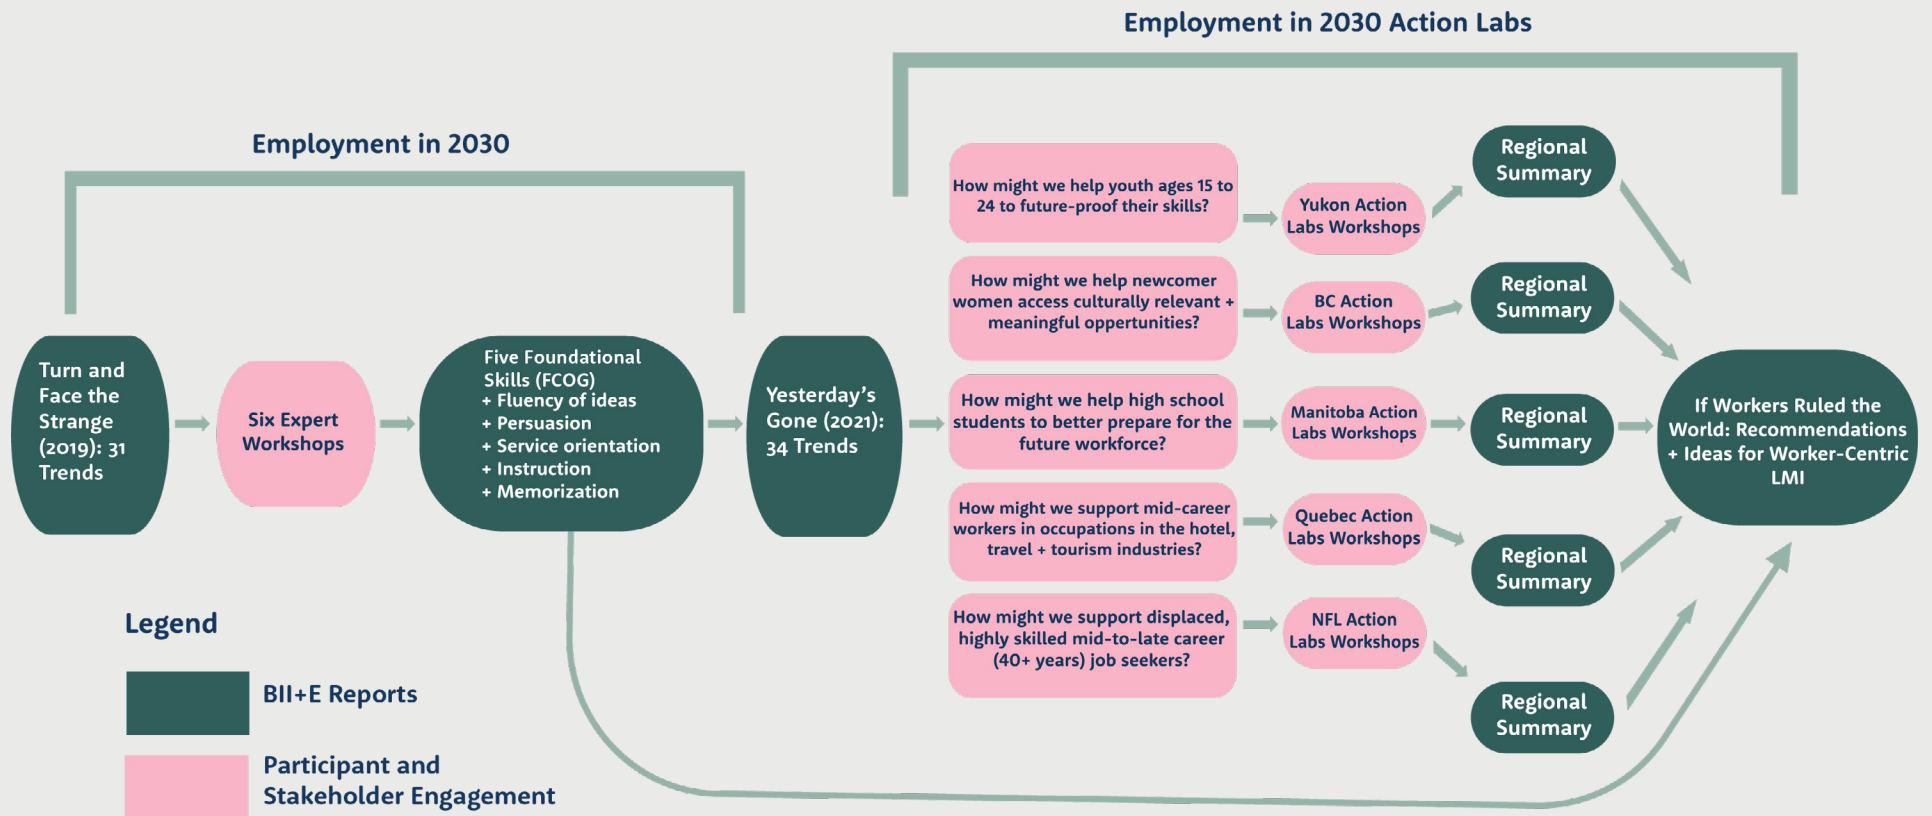 Employment in 2030 Action Labs
Employment in 2030
Turn and
Face the
Strange
(2019): 31
Trends
Six Expert
Workshops
Five Foundational
Skills (FCOG)
+ Fluency of ideas
+ Persuasion
+ Service orientation
+ Instruction
+ Memorization
Yesterday's
Gone (2021):
34 Trends
How might we help youth ages 15 to
24 to future-proof their skills?
Yukon Action
Labs Workshops
Regional
Summary
How might we help newcomer
women access culturally relevant +
meaningful oppertunities?
BC Action
Labs Workshops
Regional
Summary
How might we help high school
students to better prepare for the
future workforce?
Manitoba Action
Labs Workshops
Regional
Summary
How might we support mid-career
workers in occupations in the hotel,
travel + tourism industries?
Quebec Action
Labs Workshops
Regional
Summary
How might we support displaced,
highly skilled mid-to-late career
(40+ years) job seekers?
NFL Action
Labs Workshops
Regional
Summary
If Workers Ruled the
World: Recommendations
+ Ideas for Worker-Centric
LMI
Legend
BII+E Reports
Participant and
Stakeholder Engagement